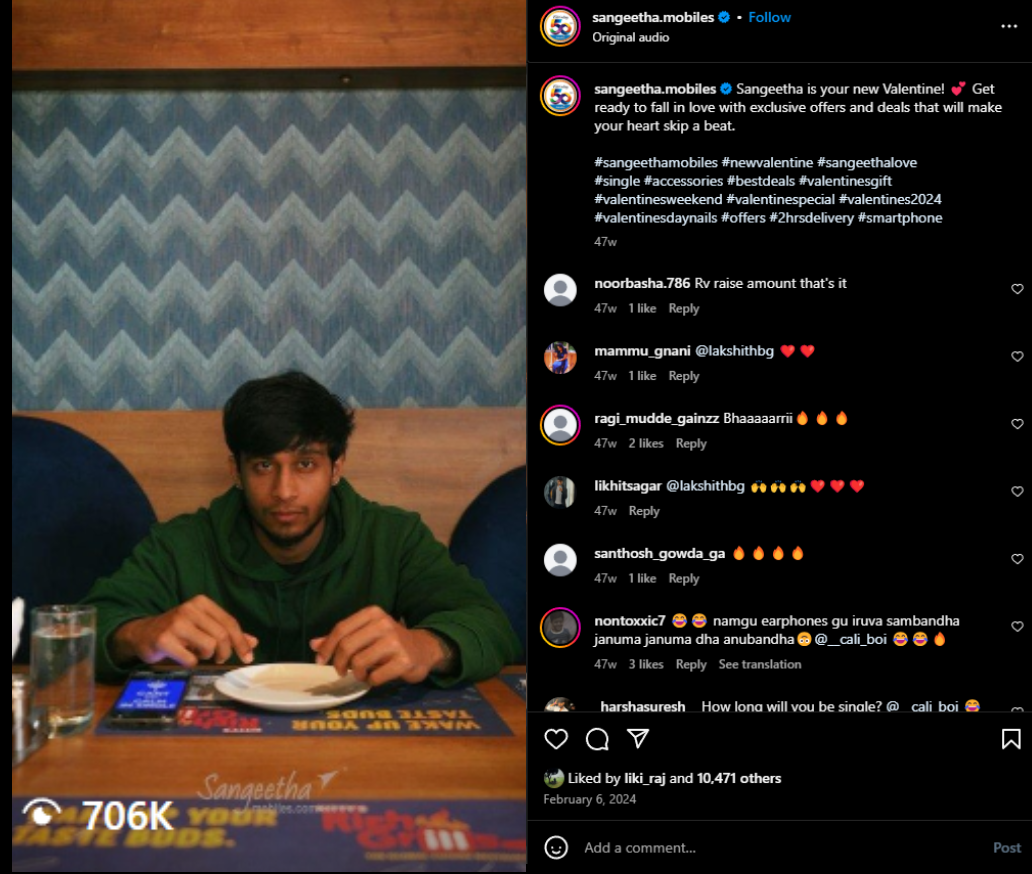 sangeetha.mobiles • Follow
Original audio
sangeetha.mobiles Sangeetha is your new Valentine! 💕 Get
ready to fall in love with exclusive offers and deals that will make
your heart skip a beat.
#sangeethamobiles #newvalentine #sangeethalove
#single #accessories #bestdeals #valentinesgift
#valentinesweekend #valentinespecial #valentines2024
#valentinesdaynails #offers #2hrsdelivery #smartphone
47w
noorbasha.786 Rv raise amount that's it
47w 1 like Reply
mammu_gnani @lakshithbg ❤️ ❤️
47w 1 like Reply
ragi_mudde_gainzz Bhaaaaarrii🔥 🔥 🔥
47w 2 likes Reply
likhitsagar @lakshithbg 🙌 🙌 🙌 ❤️ ❤️ ❤️
47w Reply
santhosh_gowda_ga 🔥 🔥 🔥 🔥
47w 1 like Reply
nontoxxic7 😂 😂 namgu earphones gu iruva sambandha
januma januma dha anubandha🥹 @__cali_boi 😂 😂 🔥
47w 3 likes Reply See translation
_harshasuresh_ How long will you be single? @__cali_boi 😂
Liked by liki_raj and 10,471 others
February 6, 2024
Add a comment...
Post
WAKE UP YOUR
TASTE BUDS
Sangeetha
mobiles.com
706K
YOUR
TASTE BUDS.